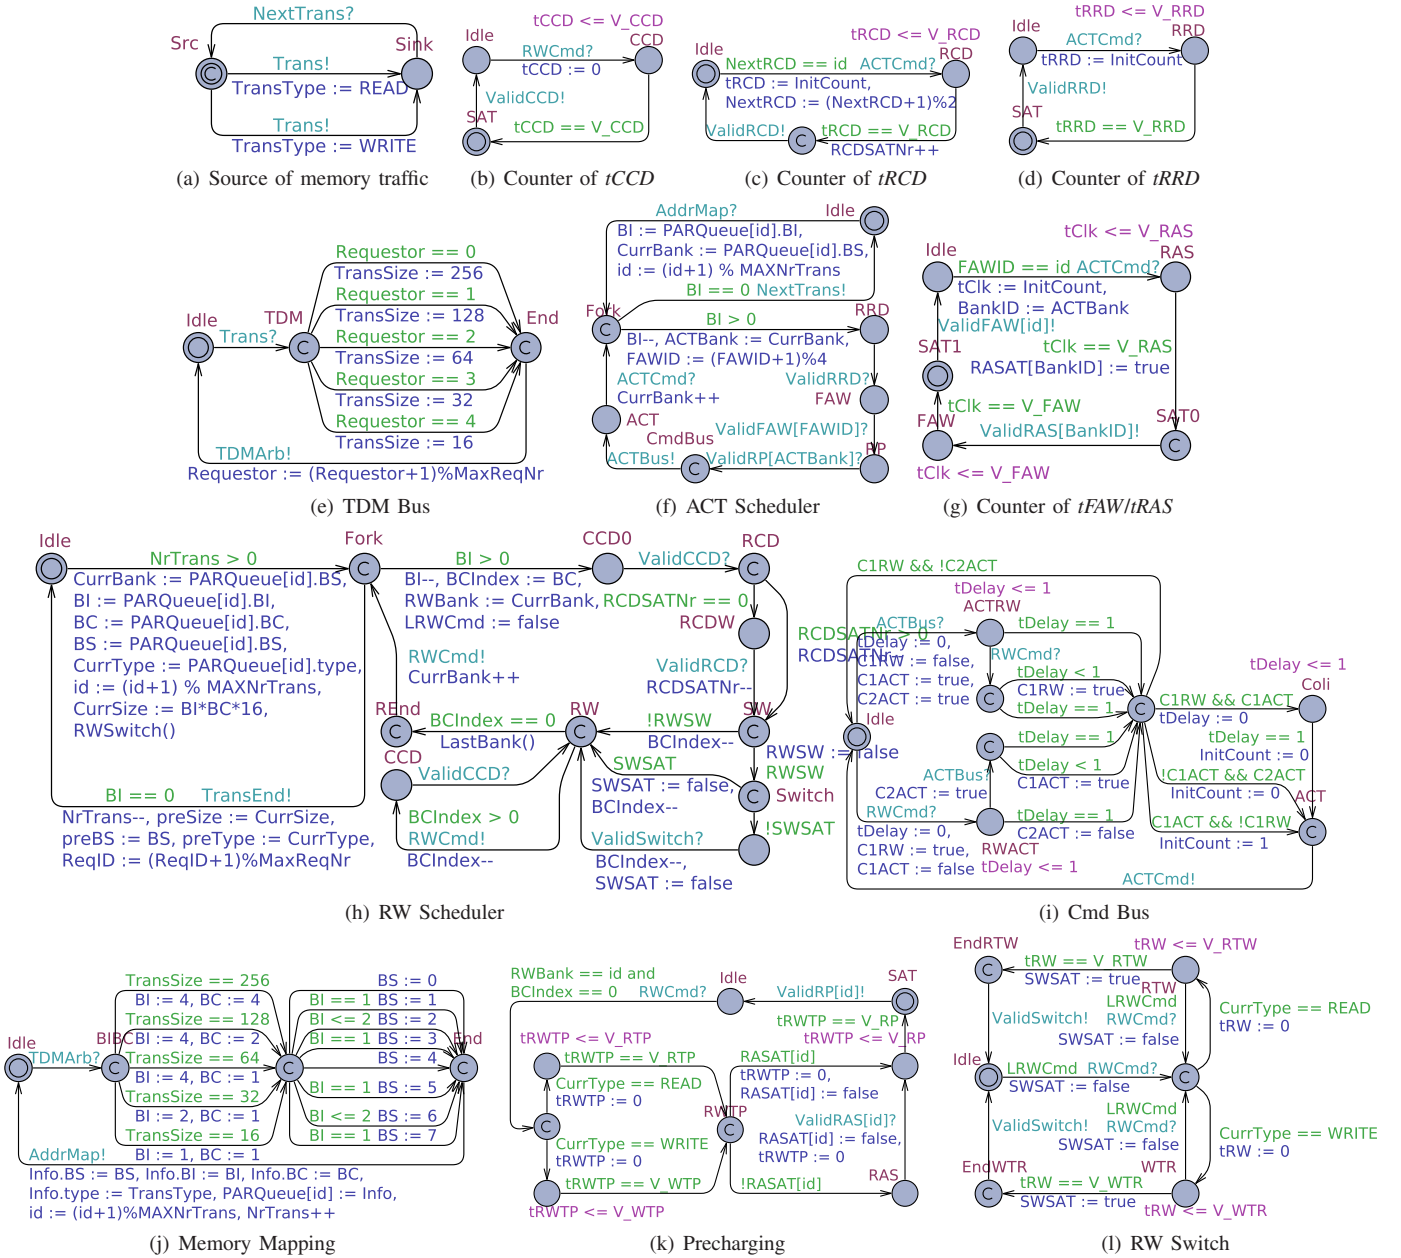 NextTrans?
Src
Sink
Trans!
TransType := READ
Trans!
TransType := WRITE
(a) Source of memory traffic
tCCD <= V_CCD
Idle
CCD
RWCmd?
tCCD := 0
ValidCCD!
SAT
tCCD == V_CCD
(b) Counter of tCCD
tRCD <= V_RCD
Idle
RCD
NextRCD == id ACTCmd?
tRCD := InitCount,
NextRCD := (NextRCD+1)%2
ValidRCD!
tRCD == V_RCD
RCDSATNr++
C
(c) Counter of tRCD
tRRD <= V_RRD
Idle
RRD
ACTCmd?
tRRD := InitCount
ValidRRD!
SAT
tRRD == V_RRD
(d) Counter of tRRD
Requestor == 0
TransSize := 256
Requestor == 1
TransSize := 128
Idle
TDM
End
Trans?
Requestor == 2
TransSize := 64
Requestor == 3
TransSize := 32
Requestor == 4
TransSize := 16
TDMArb!
Requestor := (Requestor+1)%MaxReqNr
(e) TDM Bus
AddrMap?
Idle
BI := PARQueue[id].BI,
CurrBank := PARQueue[id].BS,
id := (id+1) % MAXNrTrans
BI == 0 NextTrans!
Fork
RRD
BI > 0
BI--, ACTBank := CurrBank,
FAWID := (FAWID+1)%4
ACTCmd?
CurrBank++
ValidRRD?
FAW
ACT
ValidFAW[FAWID]?
CmdBus
RP
ACTBus!
ValidRP[ACTBank]?
(f) ACT Scheduler
tClk <= V_RAS
Idle
RAS
FAWID == id ACTCmd?
tClk := InitCount,
BankID := ACTBank
ValidFAW[id]!
SAT1
tClk == V_RAS
RASAT[BankID] := true
tClk == V_FAW
FAW
SAT0
ValidRAS[BankID]!
tClk <= V_FAW
(g) Counter of tFAW/tRAS
Idle
Fork
CCD0
RCD
NrTrans > 0
BI > 0
ValidCCD?
CurrBank := PARQueue[id].BS,
BI := PARQueue[id].BI,
BC := PARQueue[id].BC,
BS := PARQueue[id].BS,
CurrType := PARQueue[id].type,
id := (id+1) % MAXNrTrans,
CurrSize := BI*BC*16,
RWSwitch()
BI--, BCIndex := BC,
RWBank := CurrBank,
LRWCmd := false
RCDSATNr == 0
RCDW
RCDSATNr > 0
RCDSATNr--
RWCmd!
CurrBank++
ValidRCD?
RCDSATNr--
REnd
RW
SW
BCIndex == 0
LastBank()
!RWSW
BCIndex--
RWSW := false
CCD
ValidCCD?
SWSAT
SWSAT := false,
BCIndex--
RWSW
Switch
BI == 0 TransEnd!
NrTrans--, preSize := CurrSize,
preBS := BS, preType := CurrType,
ReqID := (ReqID+1)%MaxReqNr
BCIndex > 0
RWCmd!
BCIndex--
ValidSwitch?
!SWSAT
BCIndex--,
SWSAT := false
(h) RW Scheduler
C1RW && !C2ACT
tDelay <= 1
ACTRW
ACTBus?
tDelay := 0,
C1RW := false,
C1ACT := true,
C2ACT := true
tDelay == 1
RWCmd?
tDelay < 1
C1RW := true
tDelay == 1
Idle
tDelay <= 1
Coli
C1RW && C1ACT
tDelay := 0
tDelay == 1
InitCount := 0
tDelay == 1
tDelay < 1
C1ACT := true
ACTBus?
C2ACT := true
!C1ACT && C2ACT
InitCount := 0
ACT
RWCmd?
tDelay := 0,
C1RW := true,
C1ACT := false
tDelay == 1
C2ACT := false
RWACT
tDelay <= 1
C1ACT && !C1RW
InitCount := 1
ACTCmd!
(i) Cmd Bus
TransSize == 256
BI := 4, BC := 4
TransSize == 128
BI := 4, BC := 2
TransSize == 64
BI := 4, BC := 1
TransSize == 32
BI := 2, BC := 1
TransSize == 16
BI := 1, BC := 1
Idle
BIBC
End
TDMArb?
BS := 0
BI == 1 BS := 1
BI <= 2 BS := 2
BI == 1 BS := 3
BS := 4
BI == 1 BS := 5
BI <= 2 BS := 6
BI == 1 BS := 7
AddrMap!
Info.BS := BS, Info.BI := BI, Info.BC := BC,
Info.type := TransType, PARQueue[id] := Info,
id := (id+1)%MAXNrTrans, NrTrans++
(j) Memory Mapping
RWBank == id and
BCIndex == 0
RWCmd?
Idle
ValidRP[id]!
SAT
tRWTP == V_RP
tRWTP <= V_RTP
tRWTP <= V_RP
tRWTP == V_RTP
RASAT[id]
tRWTP := 0,
RASAT[id] := false
CurrType == READ
tRWTP := 0
RWTP
ValidRAS[id]?
RASAT[id] := false,
tRWTP := 0
CurrType == WRITE
tRWTP := 0
tRWTP == V_WTP
!RASAT[id]
RAS
tRWTP <= V_WTP
(k) Precharging
EndRTW
tRW <= V_RTW
tRW == V_RTW
SWSAT := true
RTW
LRWCmd
RWCmd?
SWSAT := false
CurrType == READ
tRW := 0
ValidSwitch!
Idle
LRWCmd RWCmd?
SWSAT := false
LRWCmd
RWCmd?
SWSAT := false
ValidSwitch!
CurrType == WRITE
tRW := 0
EndWTR
WTR
tRW == V_WTR
SWSAT := true
tRW <= V_WTR
(l) RW Switch